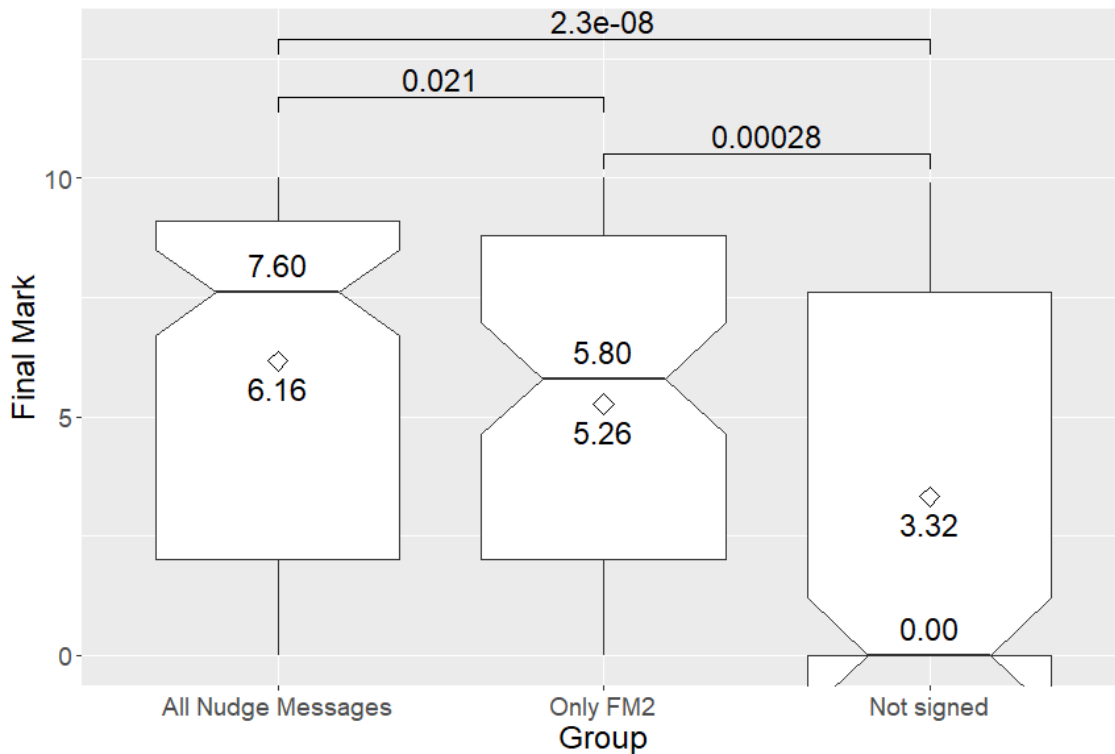 2.3e-08
0.021
0.00028
10
7.60
Final Mark
5.80
6.16
5.26
5
3.32
0.00
0
All Nudge Messages
Only FM2
Not signed
Group